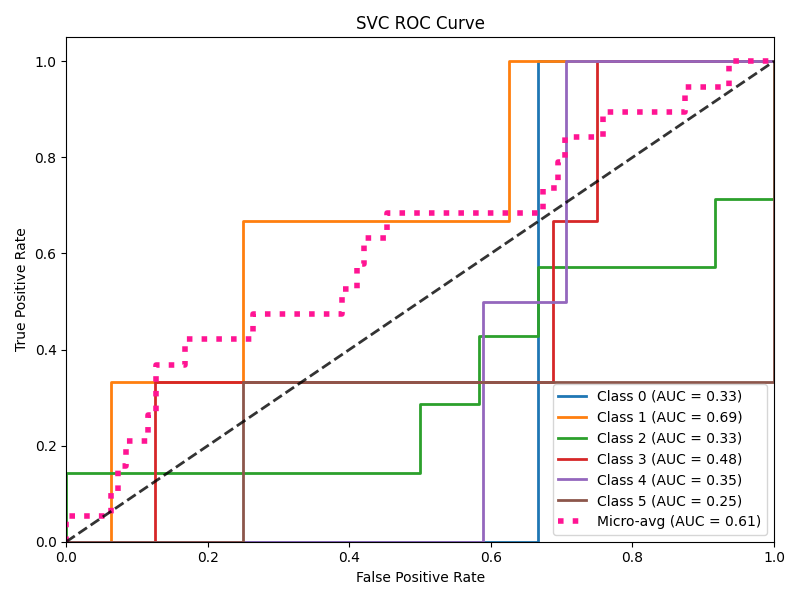 SVC ROC Curve
True Positive Rate
1.0
0.8
0.6
0.4
0.2
0.0
0.0 0.2 0.4 0.6 0.8 1.0
False Positive Rate
Class 0 (AUC = 0.33)
Class 1 (AUC = 0.69)
Class 2 (AUC = 0.33)
Class 3 (AUC = 0.48)
Class 4 (AUC = 0.35)
Class 5 (AUC = 0.25)
Micro-avg (AUC = 0.61)